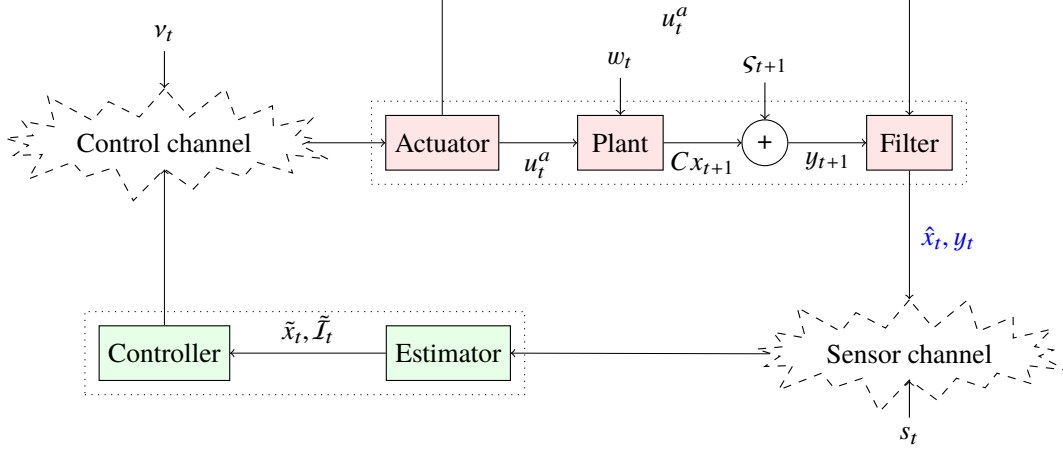 u_t^a
ν_t
w_t
ς_{t+1}
Control channel
Actuator
Plant
+
Filter
u_t^a
Cx_{t+1}
y_{t+1}
x̂_t, y_t
x̃_t, Ĩ_t
Controller
Estimator
Sensor channel
s_t